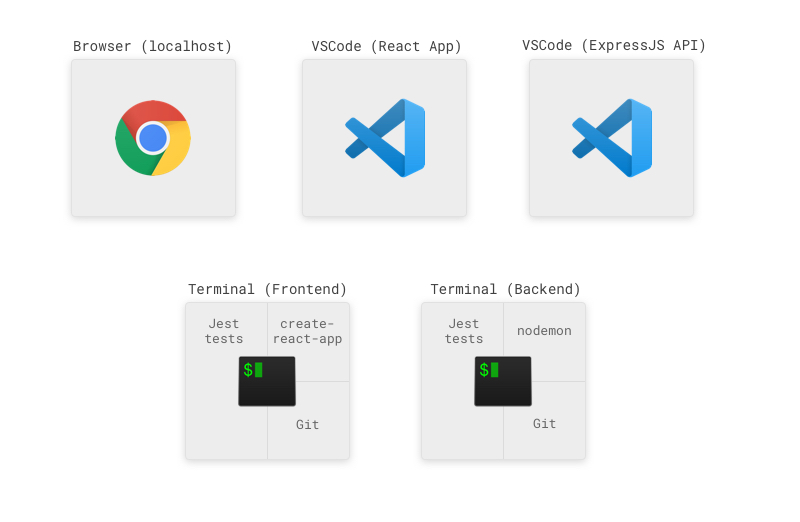 Browser (localhost)
VSCode (React App)
VSCode (ExpressJS API)
Terminal (Frontend)
Jest
tests
create-
react-app
$
Git
Terminal (Backend)
Jest
tests
nodemon
$
Git